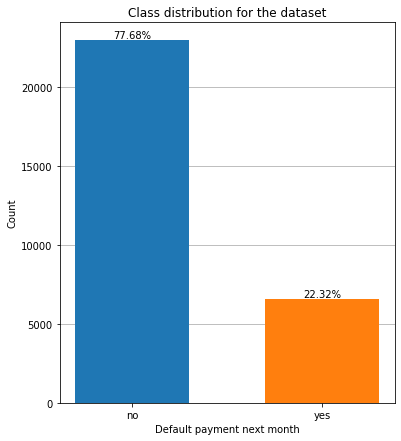 Class distribution for the dataset
77.68%
22.32%
20000
15000
10000
5000
0
Count
no yes
Default payment next month